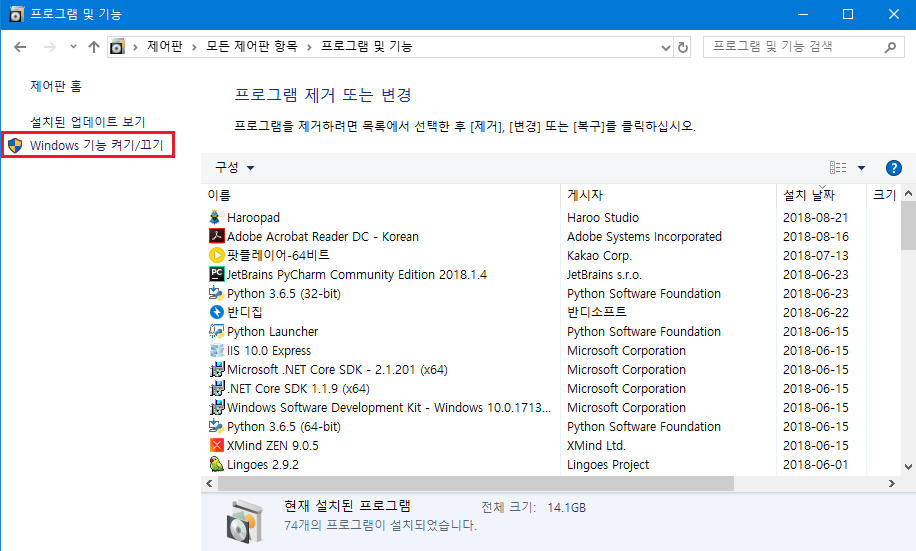 프로그램 및 기능
제어판 › 모든 제어판 항목 › 프로그램 및 기능
프로그램 및 기능 검색
제어판 홈
설치된 업데이트 보기
Windows 기능 켜기/끄기
프로그램 제거 또는 변경
프로그램을 제거하려면 목록에서 선택한 후 [제거], [변경] 또는 [복구]를 클릭하십시오.
구성
이름 게시자 설치 날짜 크기
Haroopad Haroo Studio 2018-08-21
Adobe Acrobat Reader DC - Korean Adobe Systems Incorporated 2018-08-16
팟플레이어-64비트 Kakao Corp. 2018-07-13
JetBrains PyCharm Community Edition 2018.1.4 JetBrains s.r.o. 2018-06-23
Python 3.6.5 (32-bit) Python Software Foundation 2018-06-23
반디집 반디소프트 2018-06-22
Python Launcher Python Software Foundation 2018-06-15
IIS 10.0 Express Microsoft Corporation 2018-06-15
Microsoft .NET Core SDK - 2.1.201 (x64) Microsoft Corporation 2018-06-15
.NET Core SDK 1.1.9 (x64) Microsoft Corporation 2018-06-15
Windows Software Development Kit - Windows 10.0.1713... Microsoft Corporation 2018-06-15
Python 3.6.5 (64-bit) Python Software Foundation 2018-06-15
XMind ZEN 9.0.5 XMind Ltd. 2018-06-15
Lingoes 2.9.2 Lingoes Project 2018-06-01
현재 설치된 프로그램 전체 크기: 14.1GB
74개의 프로그램이 설치되었습니다.